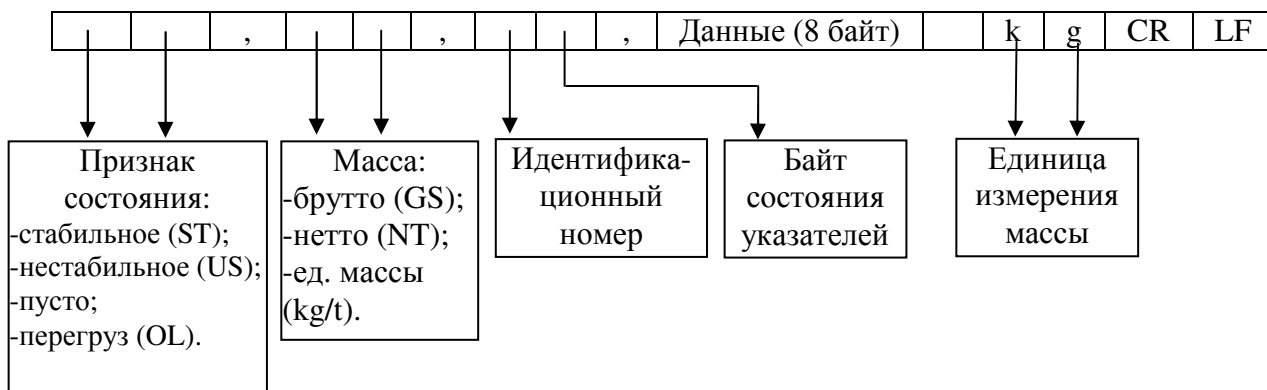 , , , Данные (8 байт) k g CR LF
Признак
состояния:
-стабильное (ST);
-нестабильное (US);
-пусто;
-перегруз (OL).
Масса:
-брутто (GS);
-нетто (NT);
-ед. массы
(kg/t).
Идентифика-
ционный
номер
Байт
состояния
указателей
Единица
измерения
массы